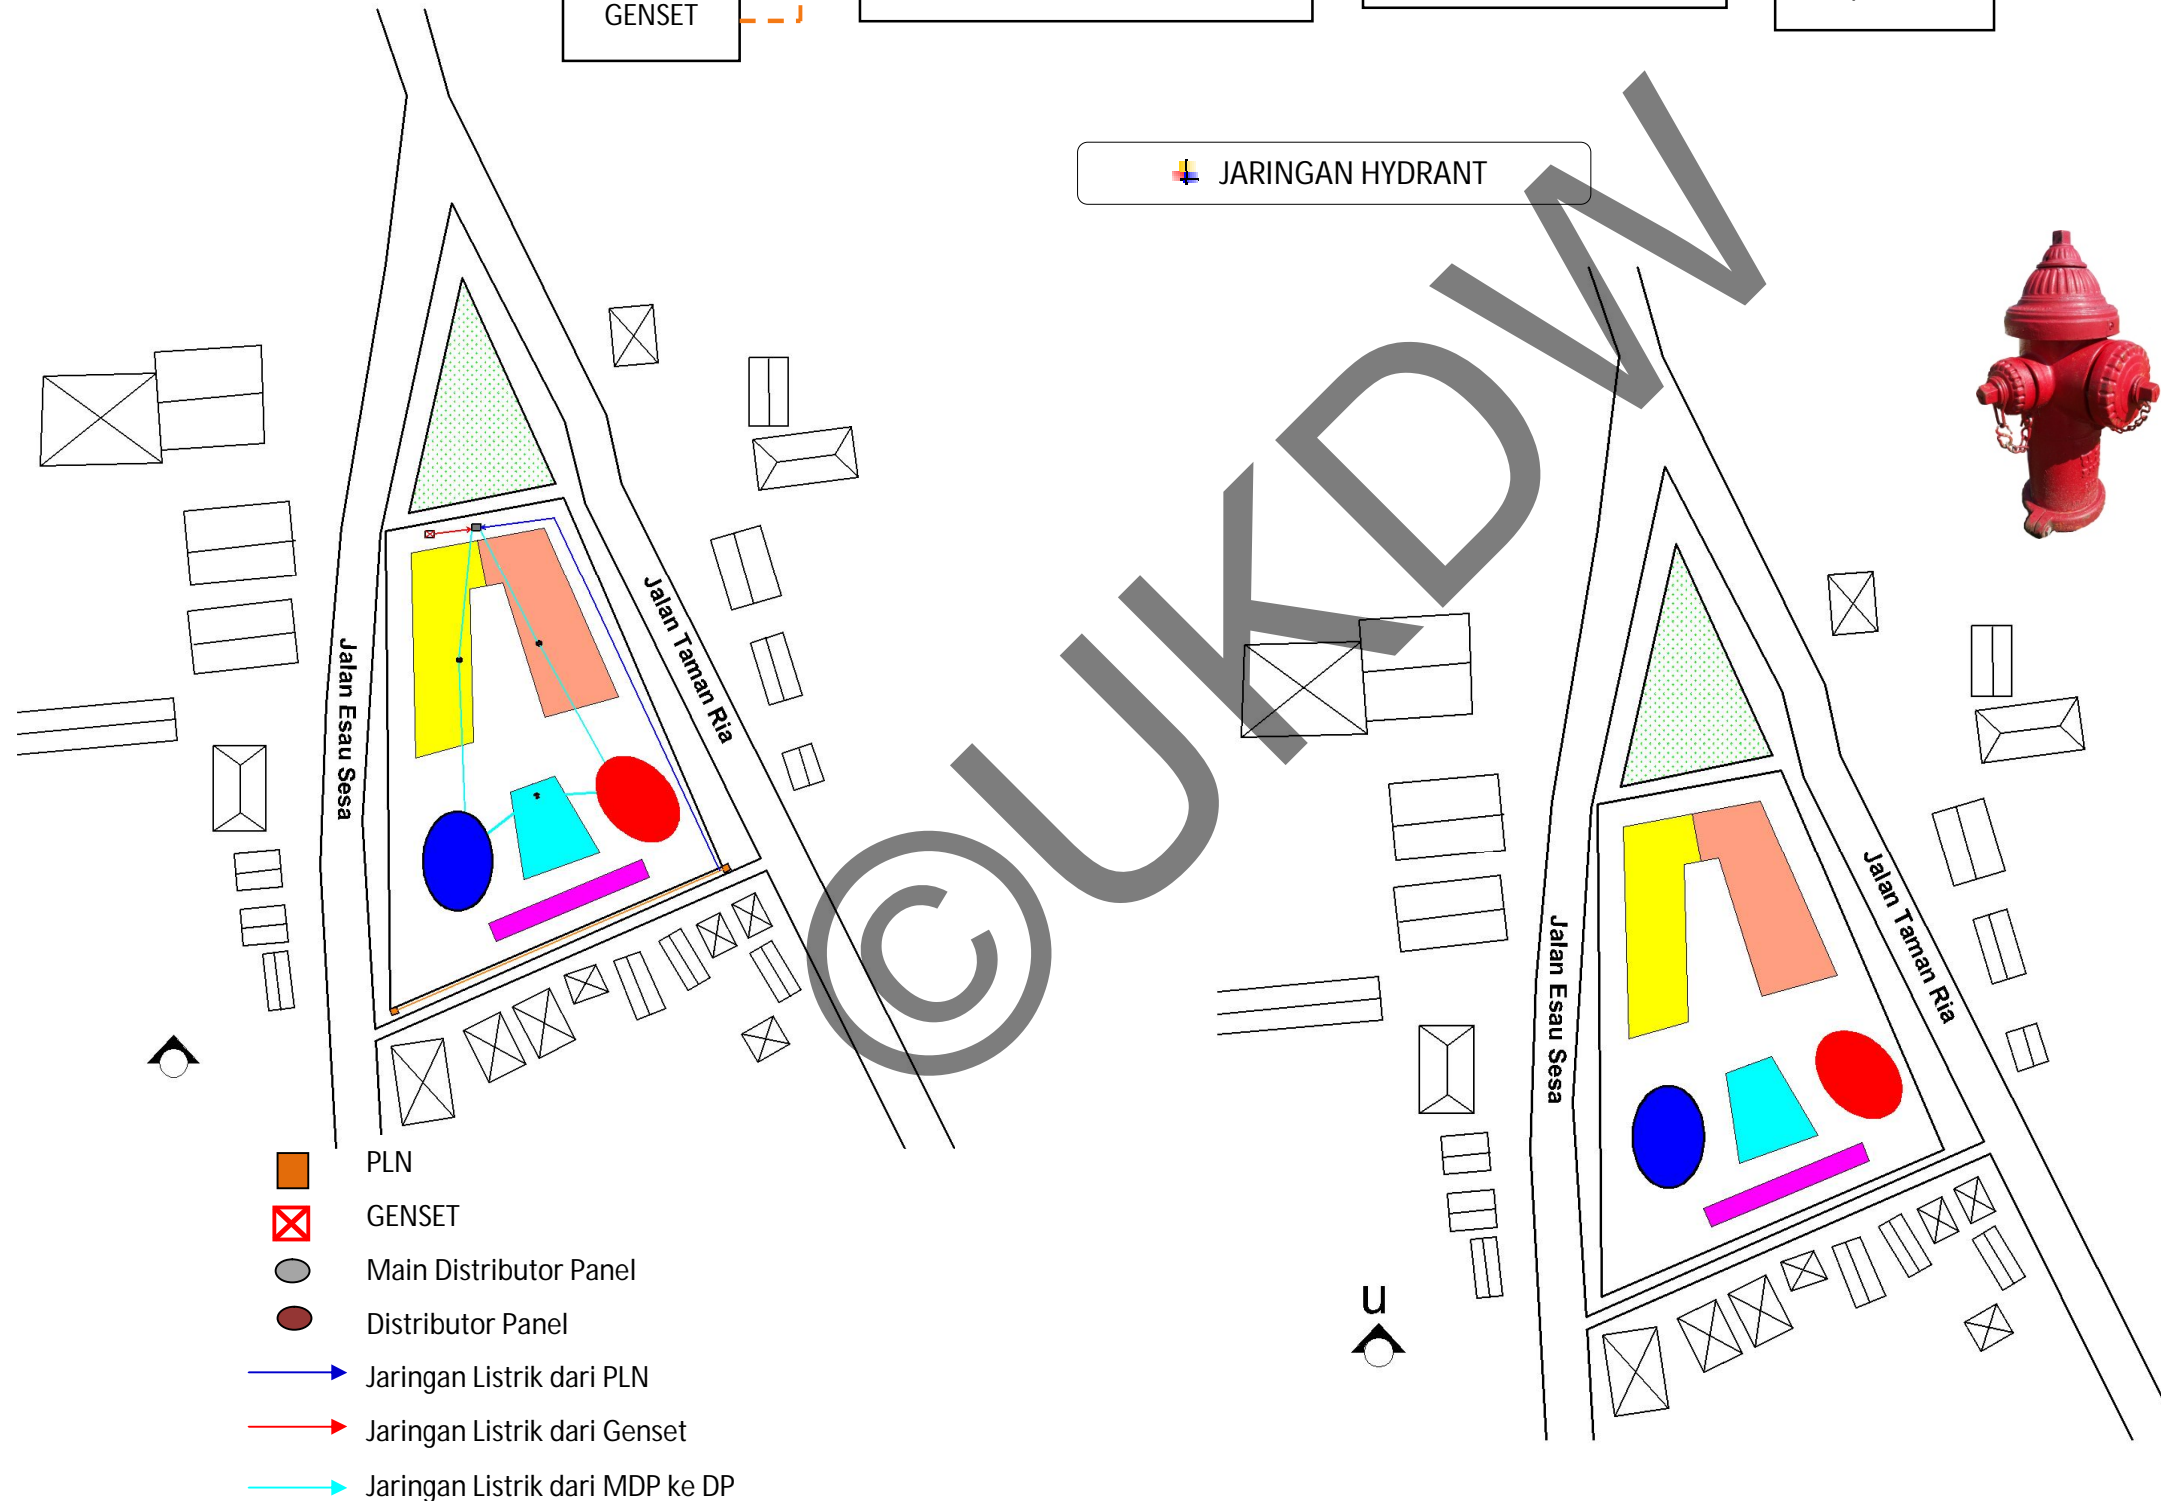 GENSET
JARINGAN HYDRANT
Jalan Esau Sesa
Jalan Taman Ria
Jalan Esau Sesa
Jalan Taman Ria
©UKDW
u
PLN
GENSET
Main Distributor Panel
Distributor Panel
Jaringan Listrik dari PLN
Jaringan Listrik dari Genset
Jaringan Listrik dari MDP ke DP